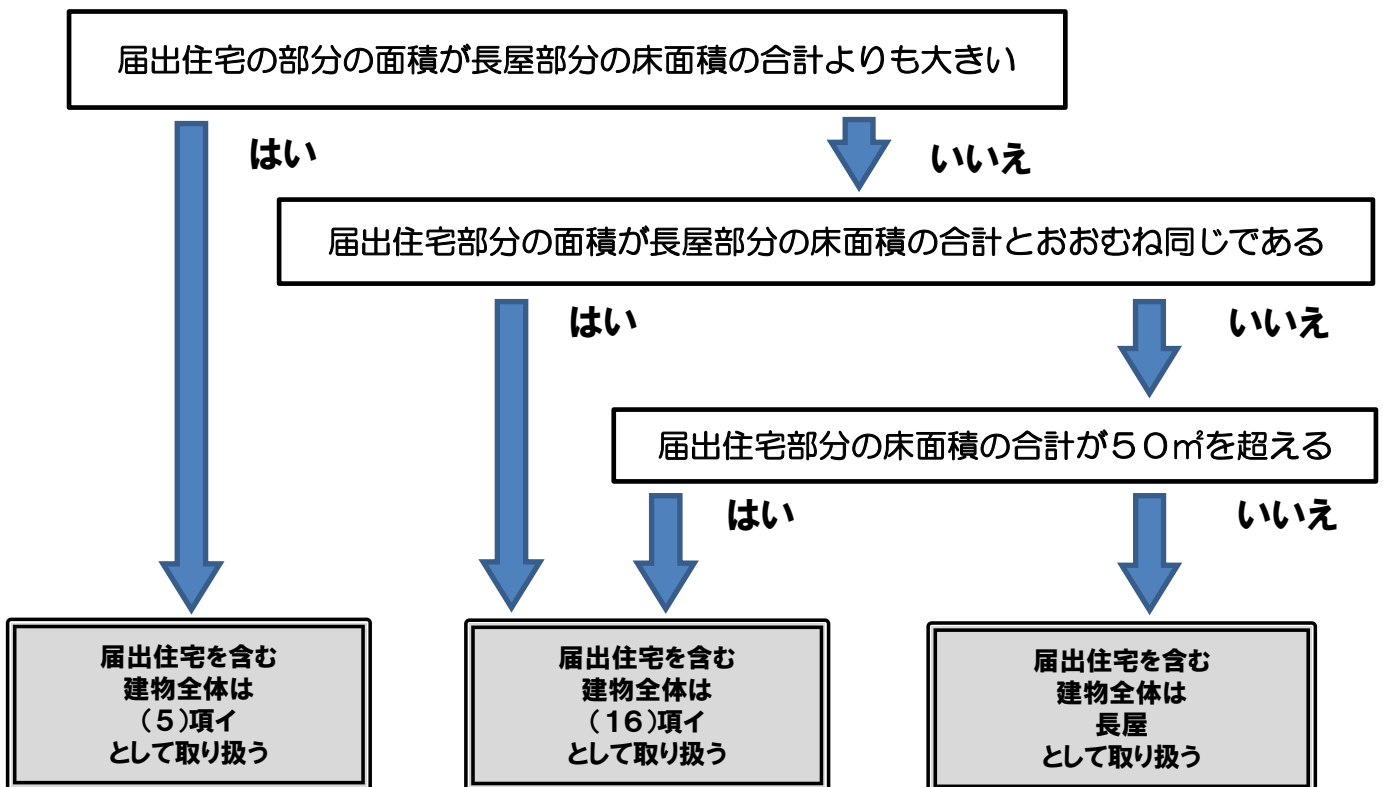 届出住宅の部分の面積が長屋部分の床面積の合計よりも大きい
はい
いいえ
届出住宅部分の面積が長屋部分の床面積の合計とおおむね同じである
はい
いいえ
届出住宅部分の床面積の合計が５０㎡を超える
はい
いいえ
届出住宅を含む
建物全体は
（５）項イ
として取り扱う
届出住宅を含む
建物全体は
（１６）項イ
として取り扱う
届出住宅を含む
建物全体は
長屋
として取り扱う